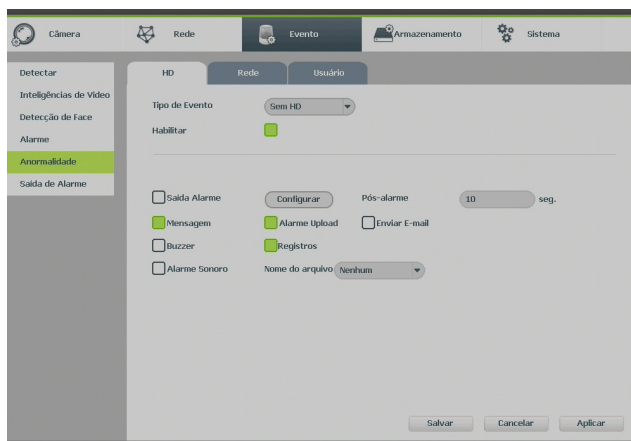 Câmera Rede Evento Armazenamento Sistema
Detectar
Inteligências de Vídeo
Detecção de Face
Alarme
Anormalidade
Saída de Alarme
HD Rede Usuário
Tipo de Evento Sem HD
Habilitar
Saída Alarme Configurar Pós-alarme 10 seg.
Mensagem Alarme Upload Enviar E-mail
Buzzer Registros
Alarme Sonoro Nome do arquivo Nenhum
Salvar Cancelar Aplicar